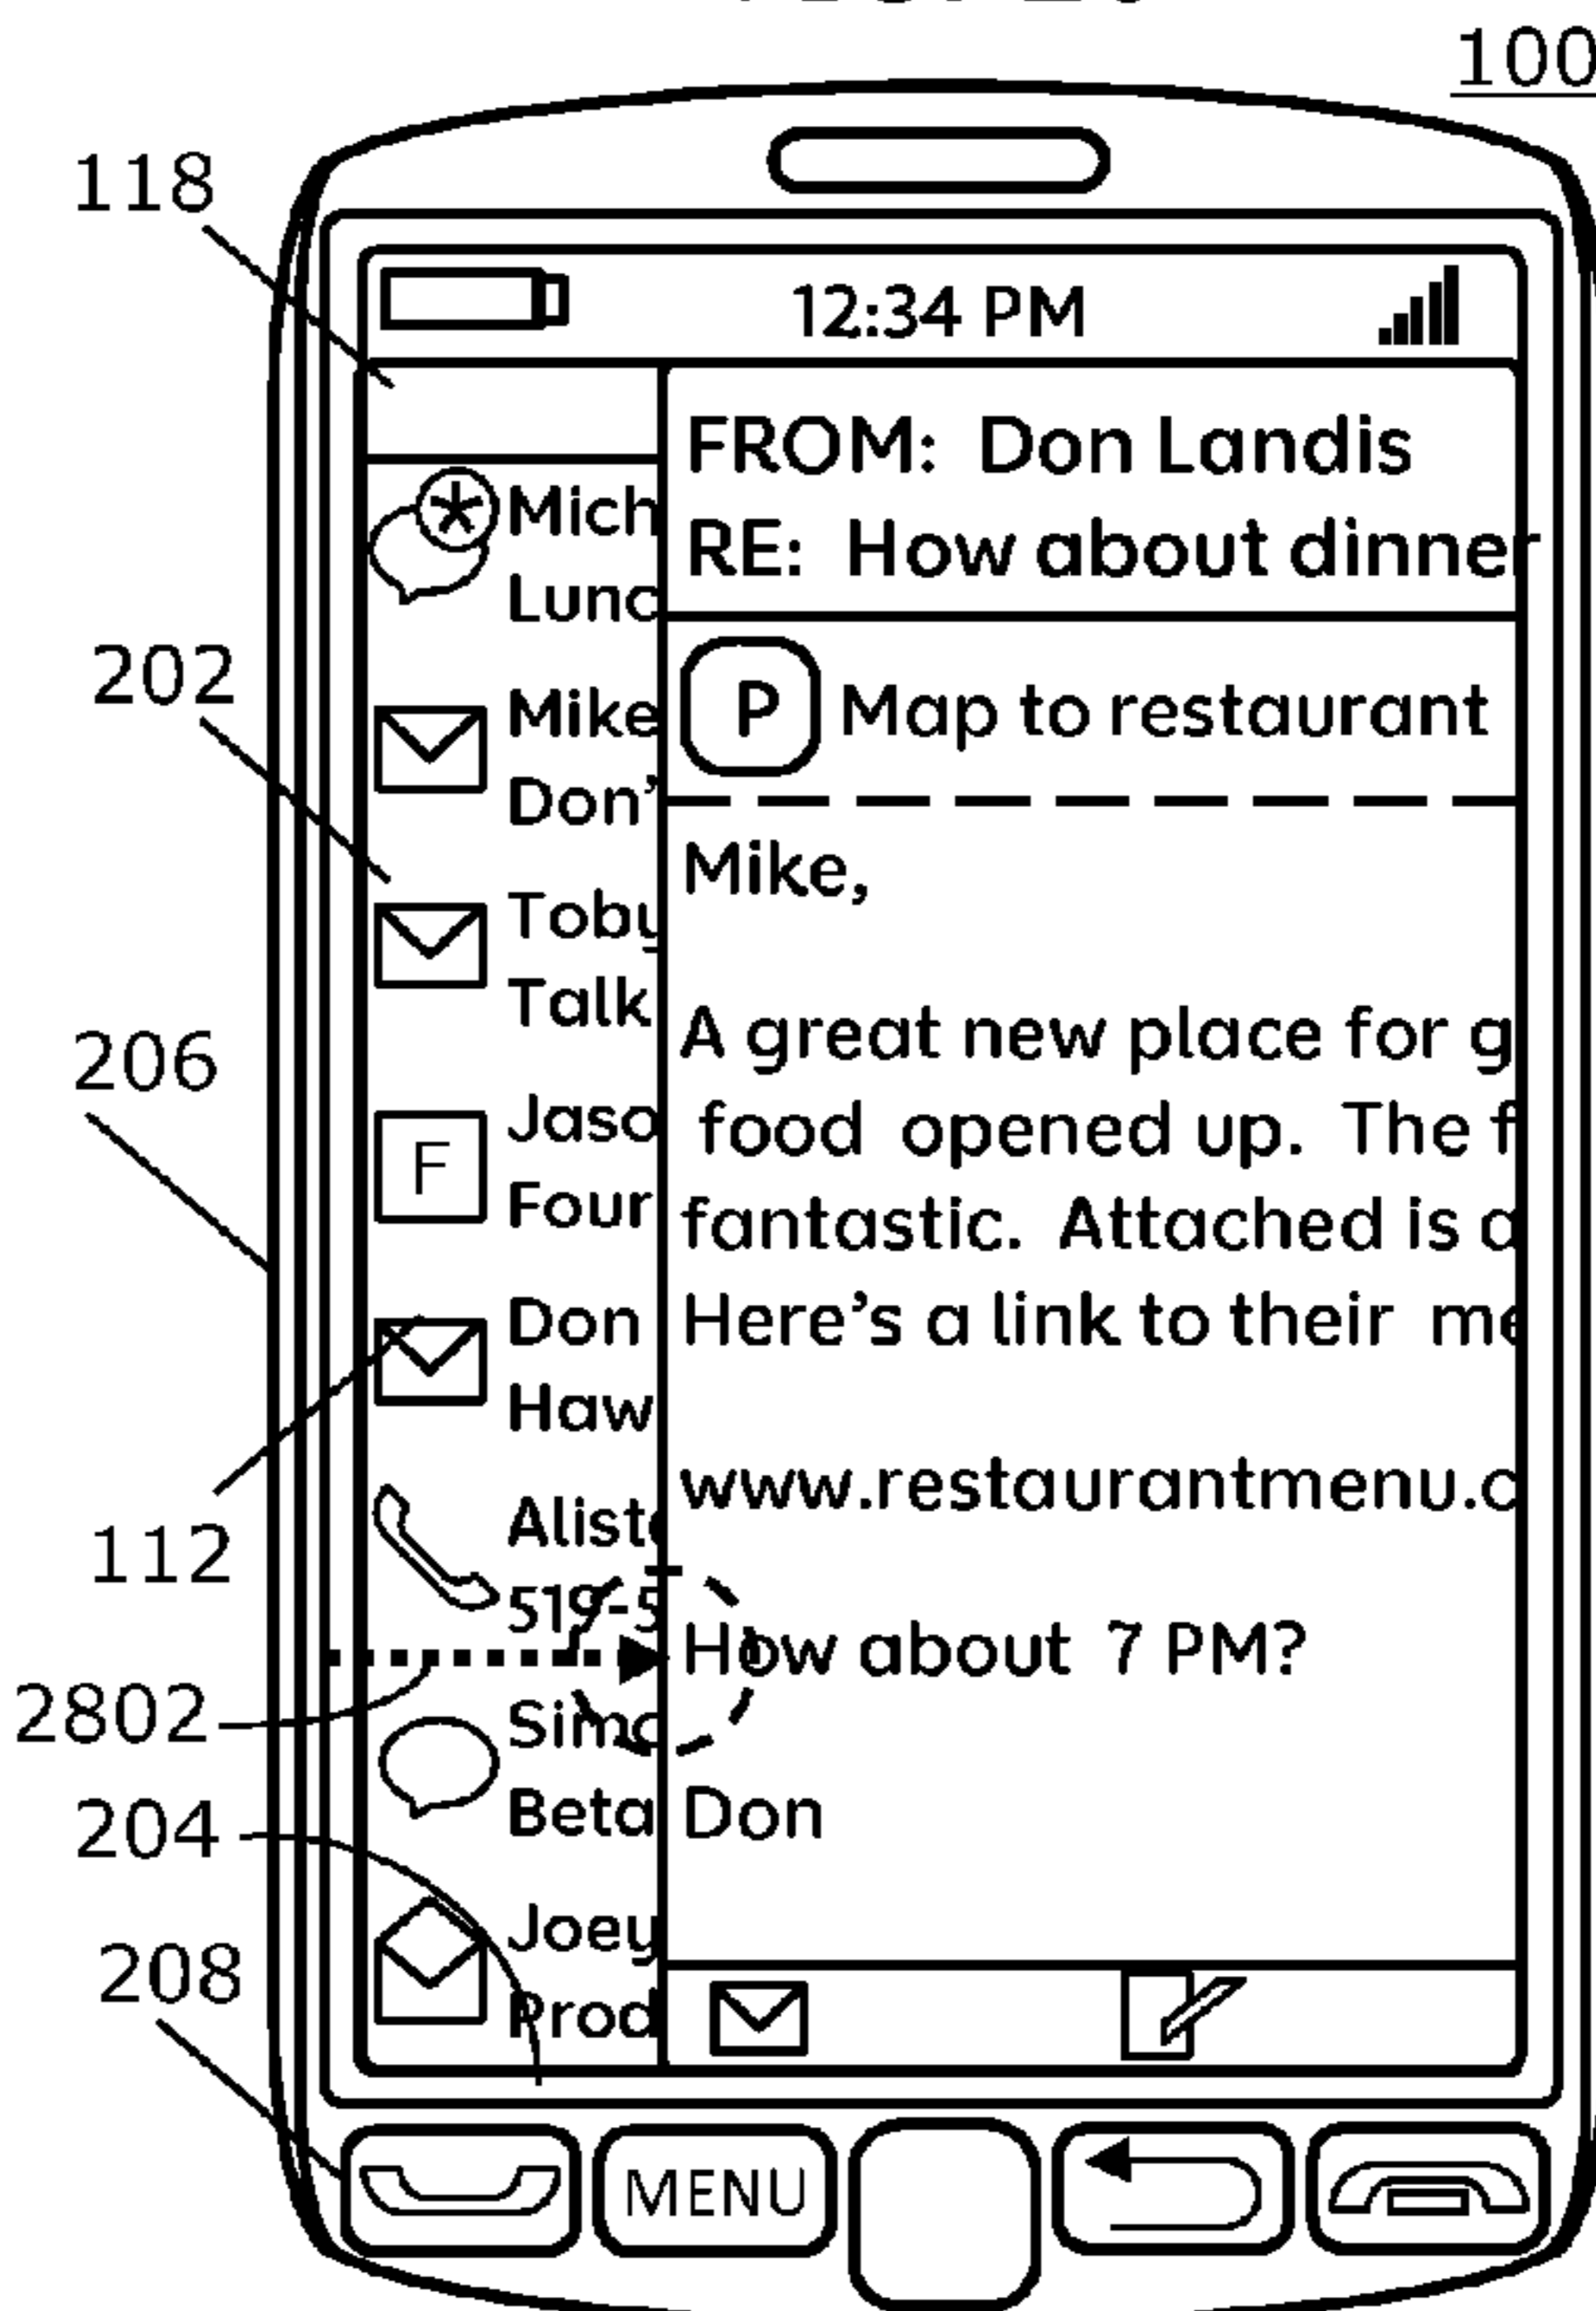 100
118
12:34 PM
FROM: Don Landis
RE: How about dinner
Mich
Lunc
202
P Map to restaurant
Mike
Don'
Mike,
Toby
Talk
206
A great new place for g
food opened up. The f
fantastic. Attached is a
Here's a link to their me
Jaso
F
Four
Don
Haw
112
www.restaurantmenu.c
Alist
519-5
How about 7 PM?
2802
Simo
Beta
Don
204
208
Joey
Prod
MENU